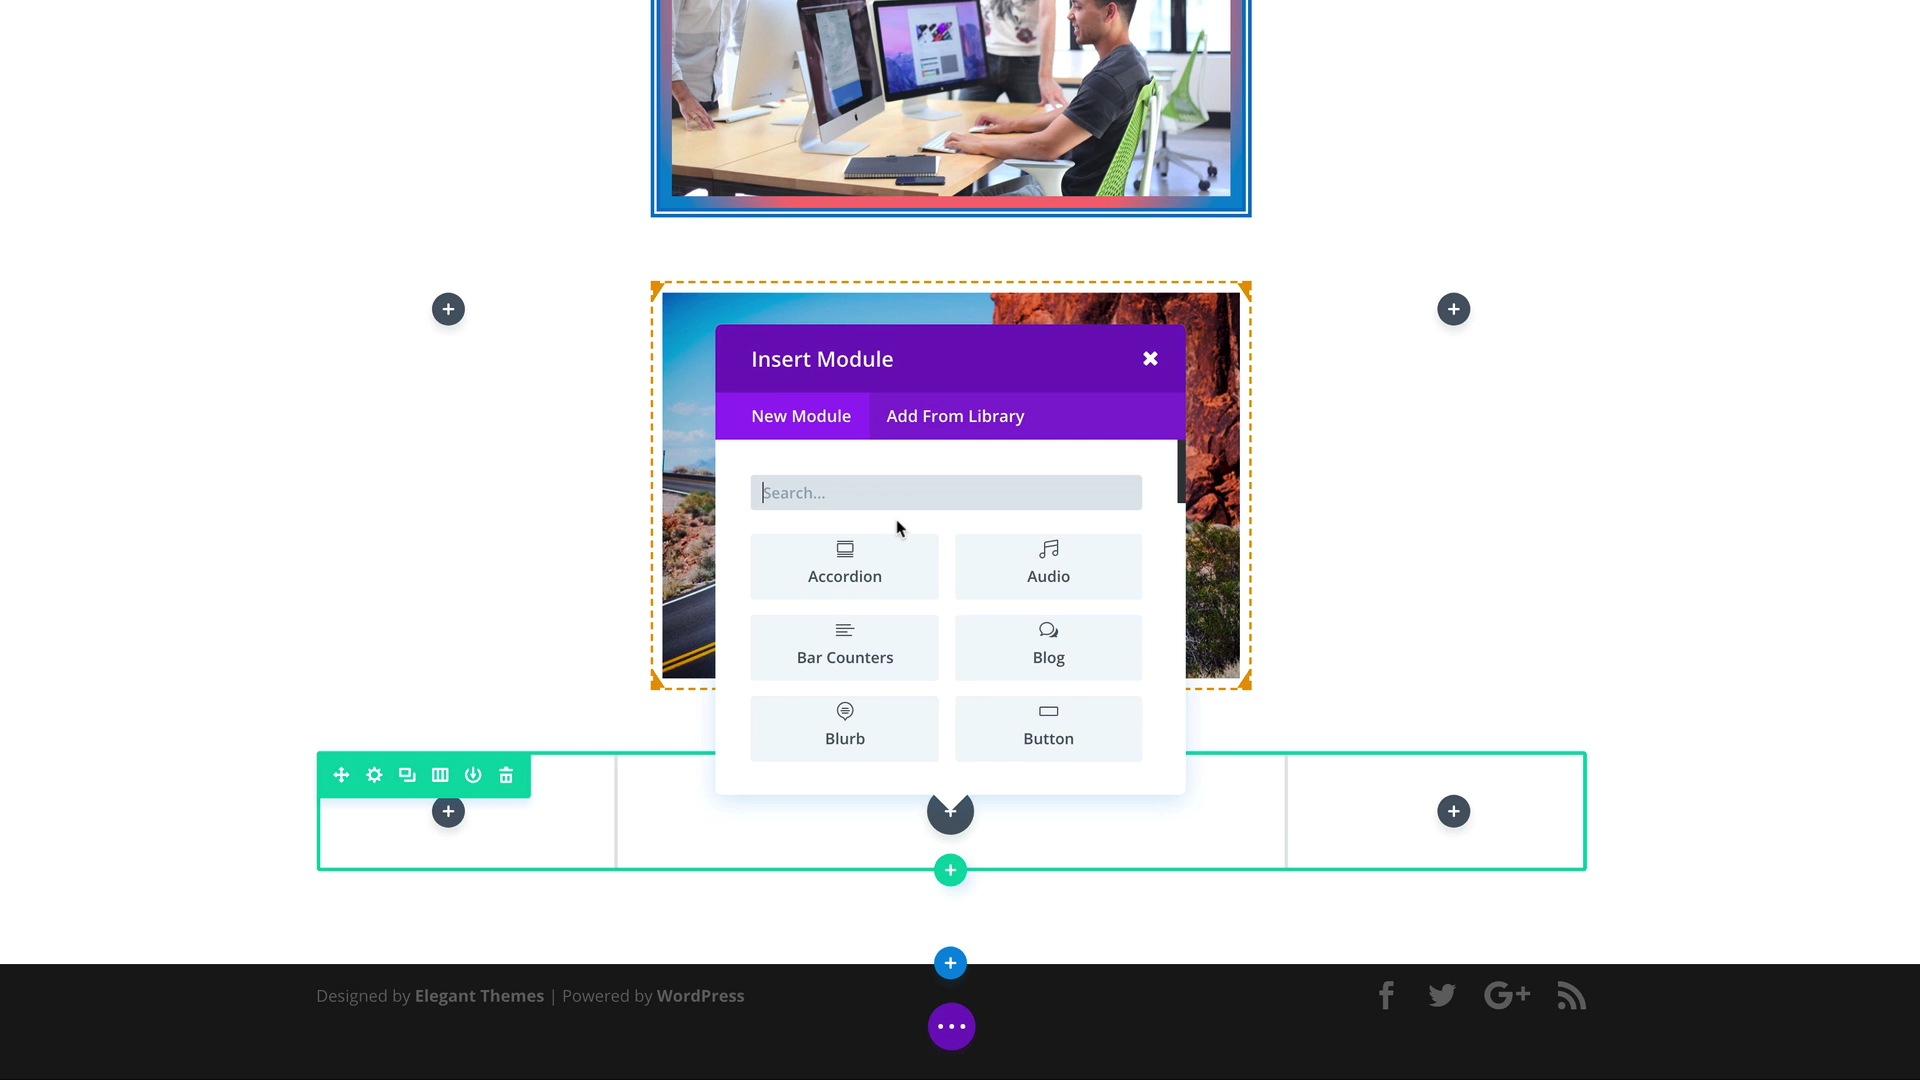 Insert Module
New Module
Add From Library
Search...
Accordion
Audio
Bar Counters
Blog
Blurb
Button
Designed by Elegant Themes | Powered by WordPress
G+